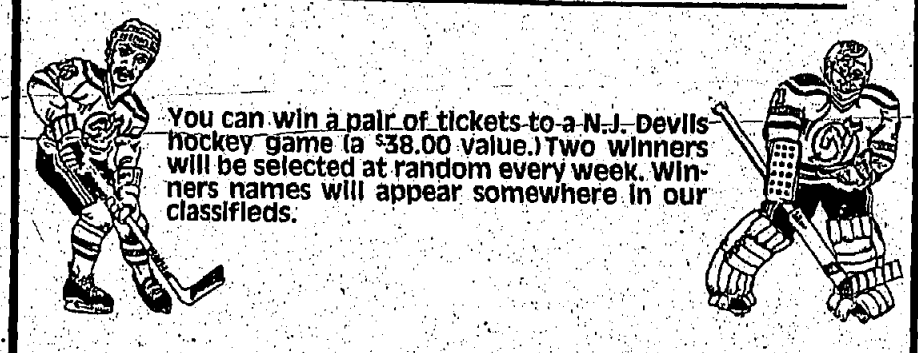 You can win a pair of tickets to a N.J. Devils
hockey game (a $38.00 value.) Two winners
will be selected at random every week. Win-
ners names will appear somewhere in our
classifieds.